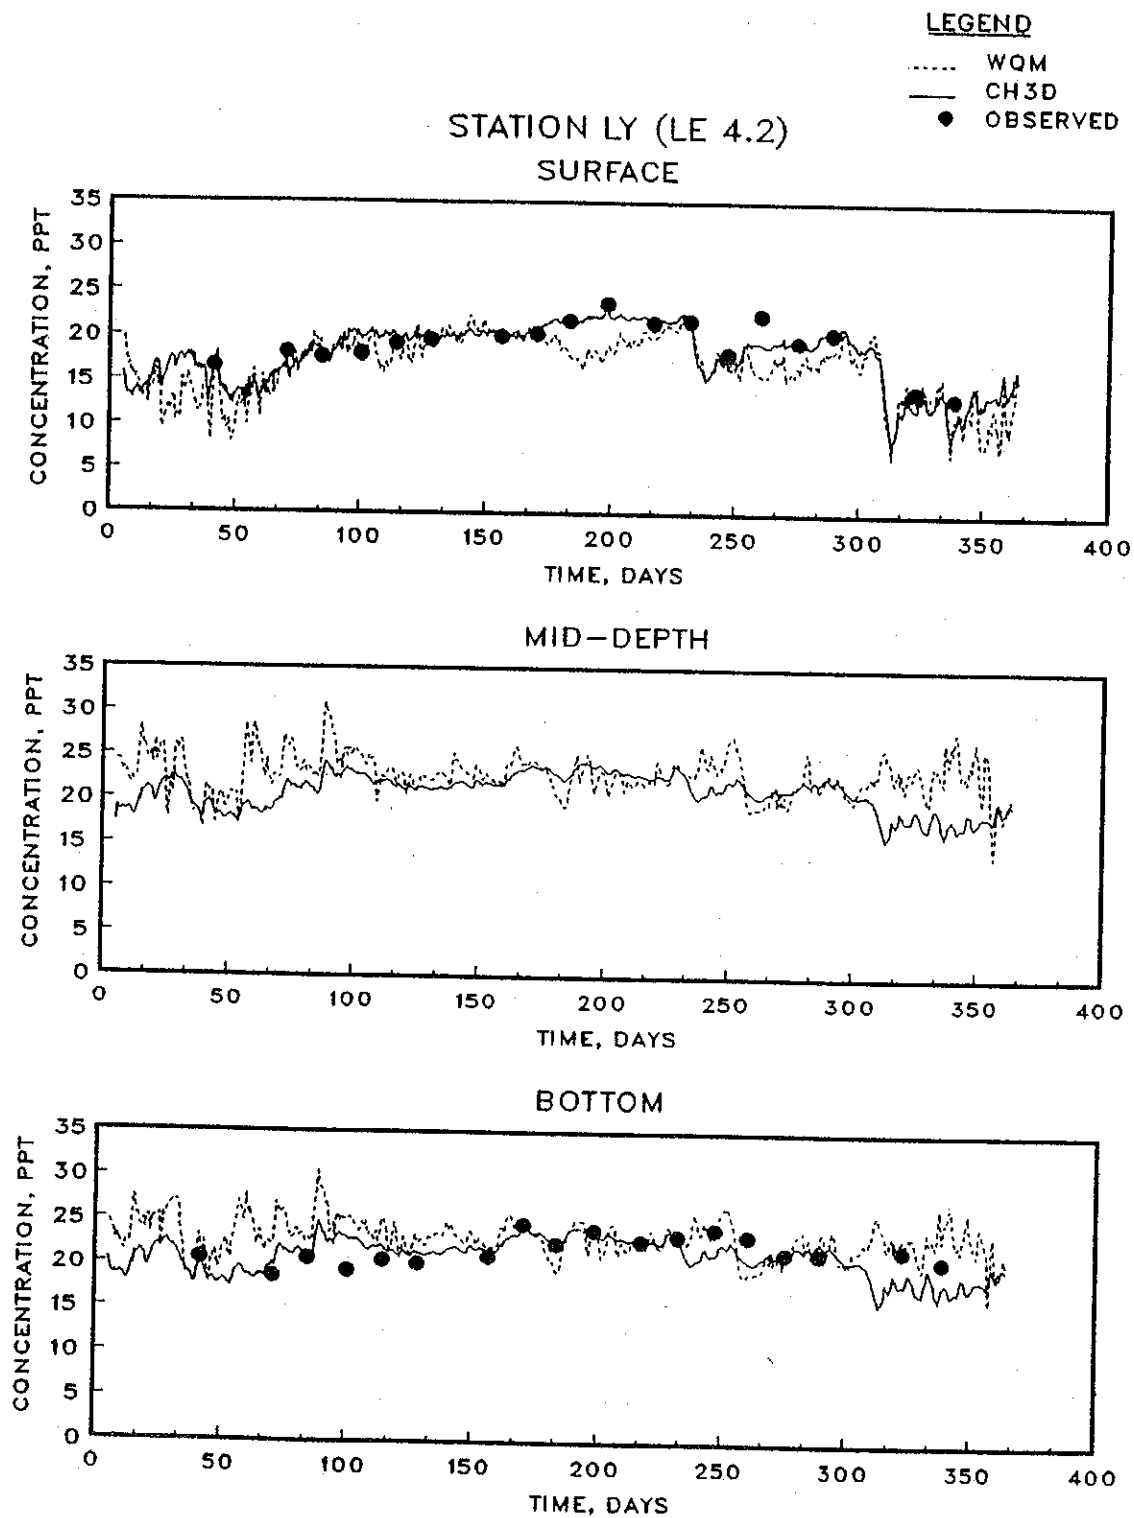 LEGEND
WQM
CH3D
OBSERVED
STATION LY (LE 4.2)
SURFACE
CONCENTRATION, PPT
35
30
25
20
15
10
5
0
0 50 100 150 200 250 300 350 400
TIME, DAYS
MID-DEPTH
CONCENTRATION, PPT
35
30
25
20
15
10
5
0
0 50 100 150 200 250 300 350 400
TIME, DAYS
BOTTOM
CONCENTRATION, PPT
35
30
25
20
15
10
5
0
0 50 100 150 200 250 300 350 400
TIME, DAYS